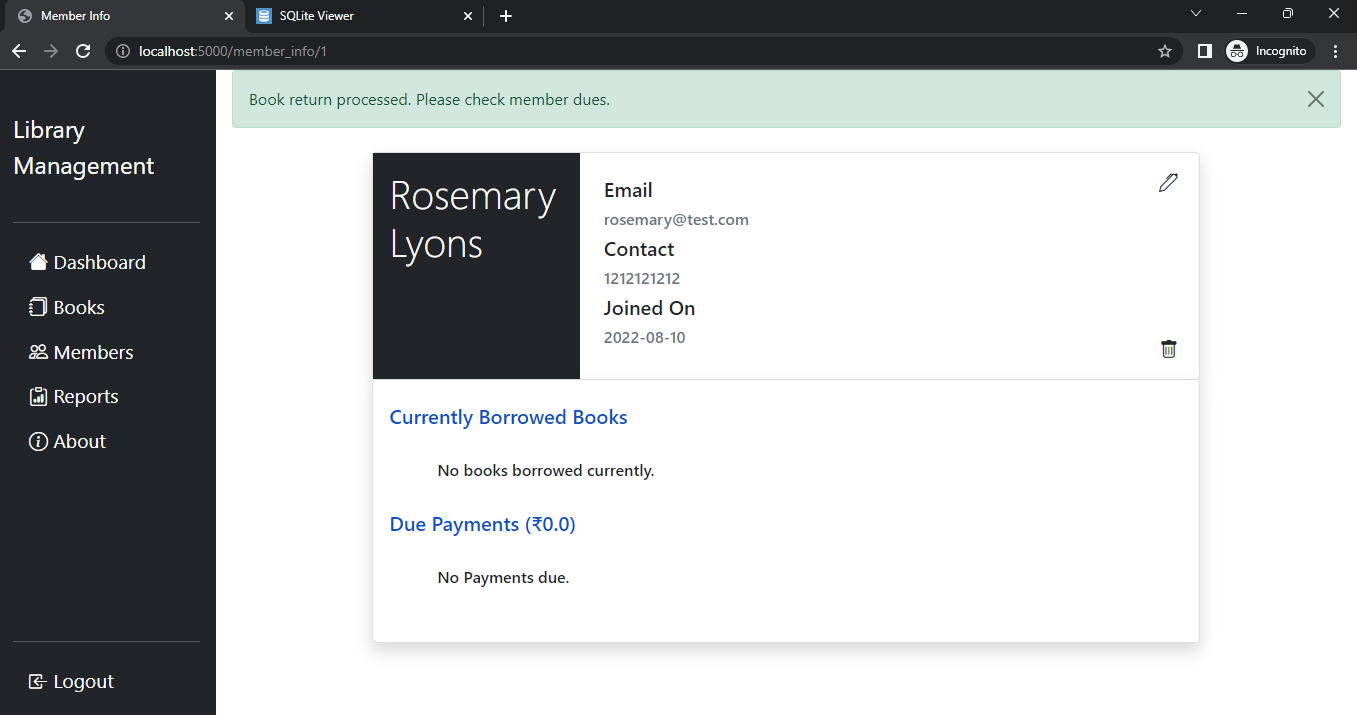 Member Info
SQLite Viewer
localhost:5000/member_info/1
Incognito
Library
Management
Dashboard
Books
Members
Reports
About
Logout
Book return processed. Please check member dues.
Rosemary
Lyons
Email
rosemary@test.com
Contact
1212121212
Joined On
2022-08-10
Currently Borrowed Books
No books borrowed currently.
Due Payments (₹0.0)
No Payments due.